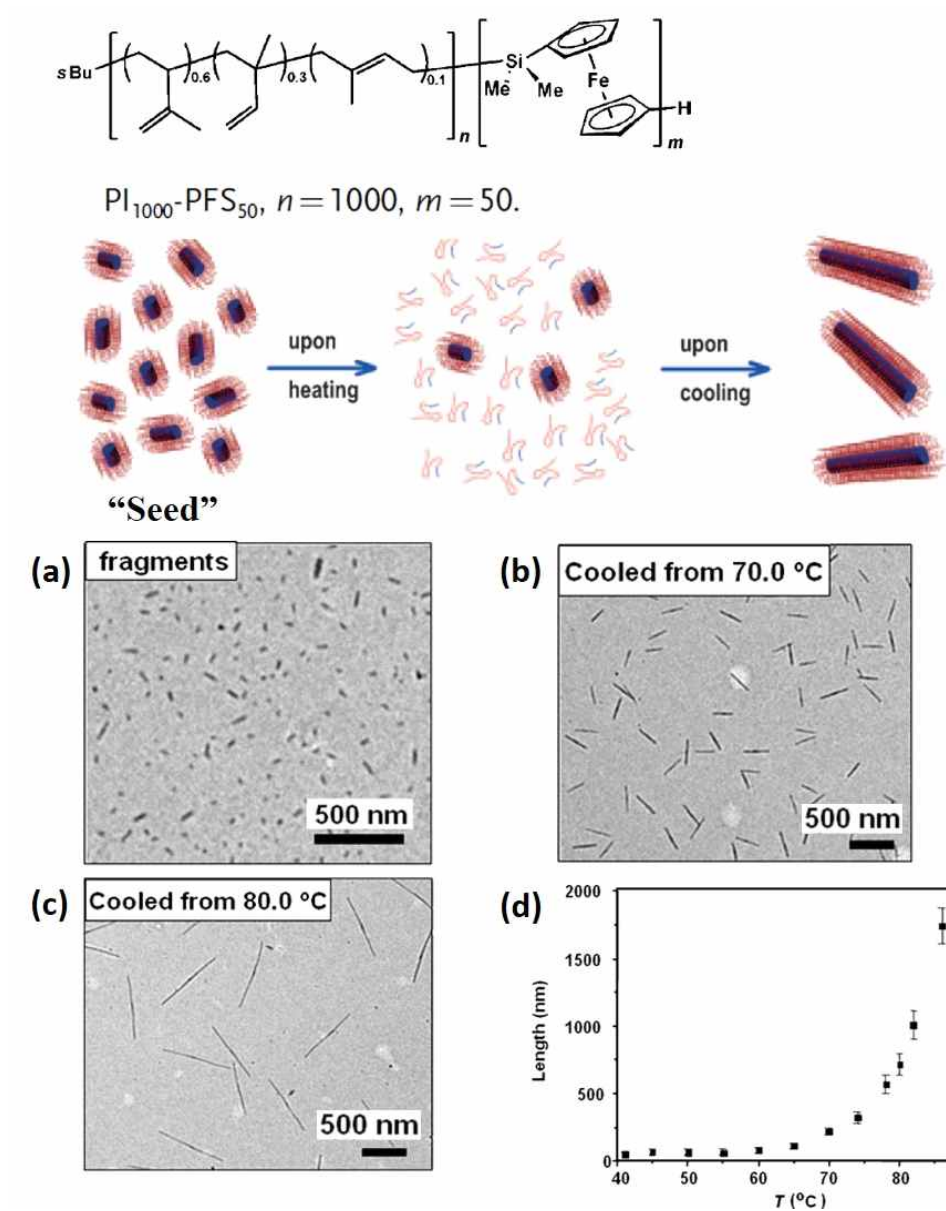 sBu
0.6
0.3
0.1
n
Si
Me
Me
Fe
H
m
PI1000-PFS50, n = 1000, m = 50.
upon
heating
upon
cooling
“Seed”
(a)
fragments
500 nm
(b)
Cooled from 70.0 °C
500 nm
(c)
Cooled from 80.0 °C
500 nm
(d)
2000
1500
1000
500
0
Length (nm)
40 50 60 70 80
T (°C)